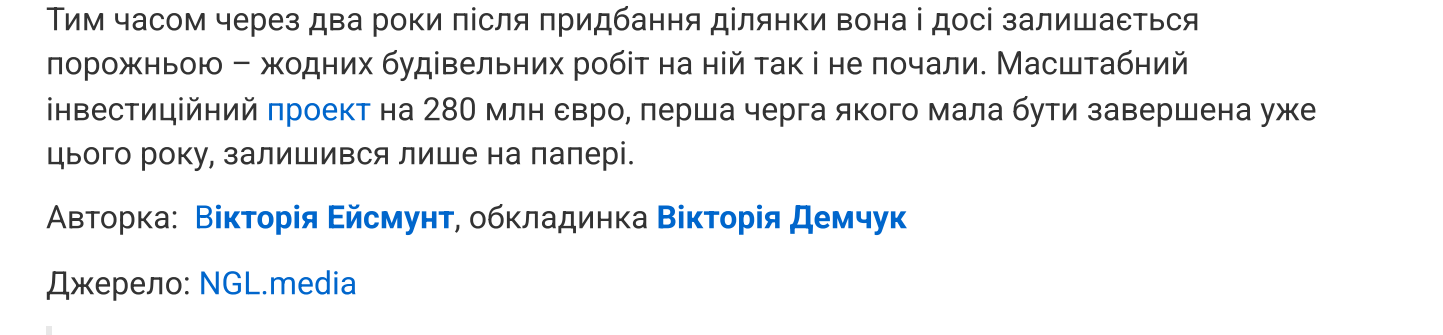 Тим часом через два роки після придбання ділянки вона і досі залишається
порожньою – жодних будівельних робіт на ній так і не почали. Масштабний
інвестиційний проект на 280 млн євро, перша черга якого мала бути завершена уже
цього року, залишився лише на папері.
Авторка: Вікторія Ейсмунт, обкладинка Вікторія Демчук
Джерело: NGL.media